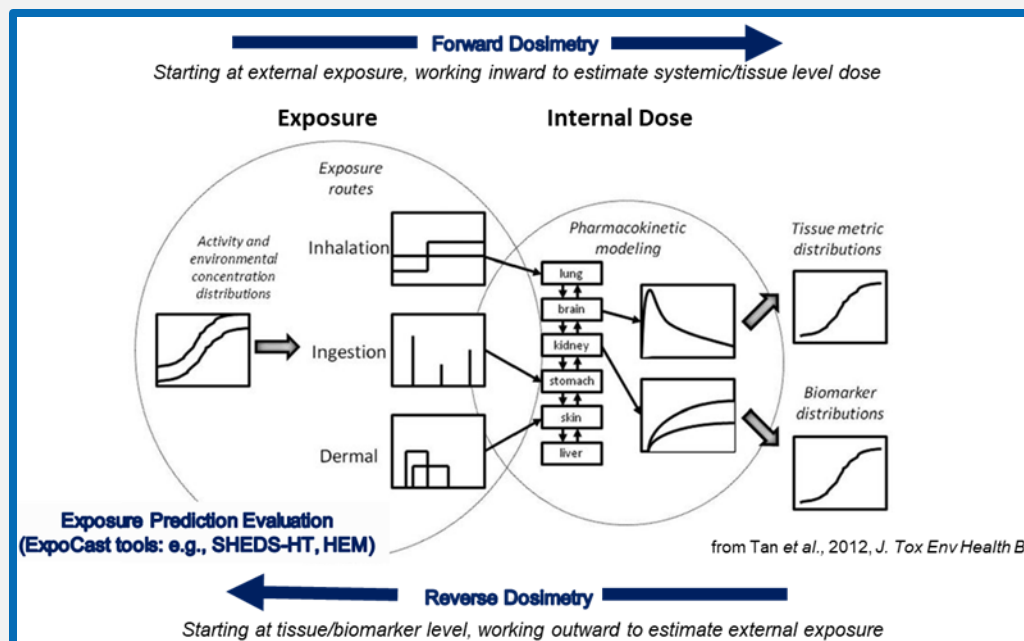 Forward Dosimetry
Starting at external exposure, working inward to estimate systemic/tissue level dose
Exposure
Internal Dose
Exposure
routes
Activity and
environmental
concentration
distributions
Inhalation
Ingestion
Dermal
Pharmacokinetic
modeling
lung
brain
kidney
stomach
skin
liver
Tissue metric
distributions
Biomarker
distributions
Exposure Prediction Evaluation
(ExpoCast tools: e.g., SHEDS-HT, HEM)
from Tan et al., 2012, J. Tox Env Health B
Reverse Dosimetry
Starting at tissue/biomarker level, working outward to estimate external exposure